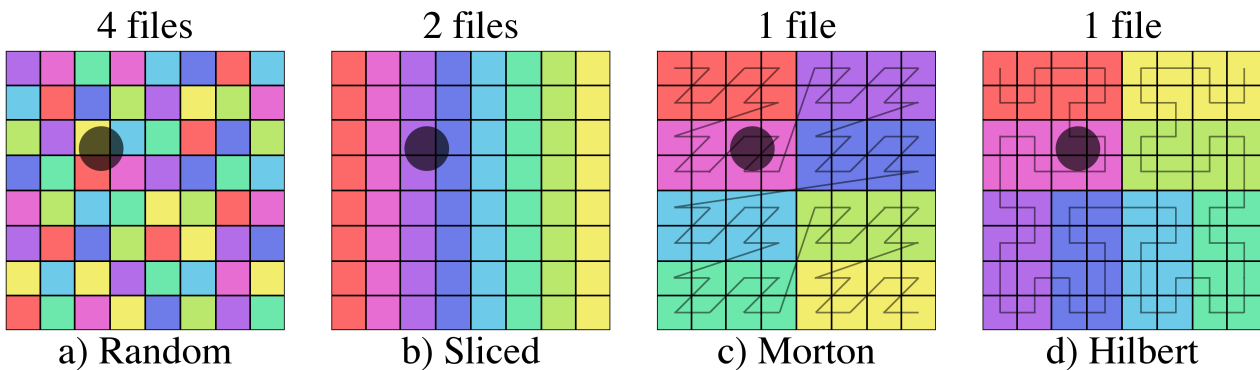 4 files
2 files
1 file
1 file
a) Random
b) Sliced
c) Morton
d) Hilbert